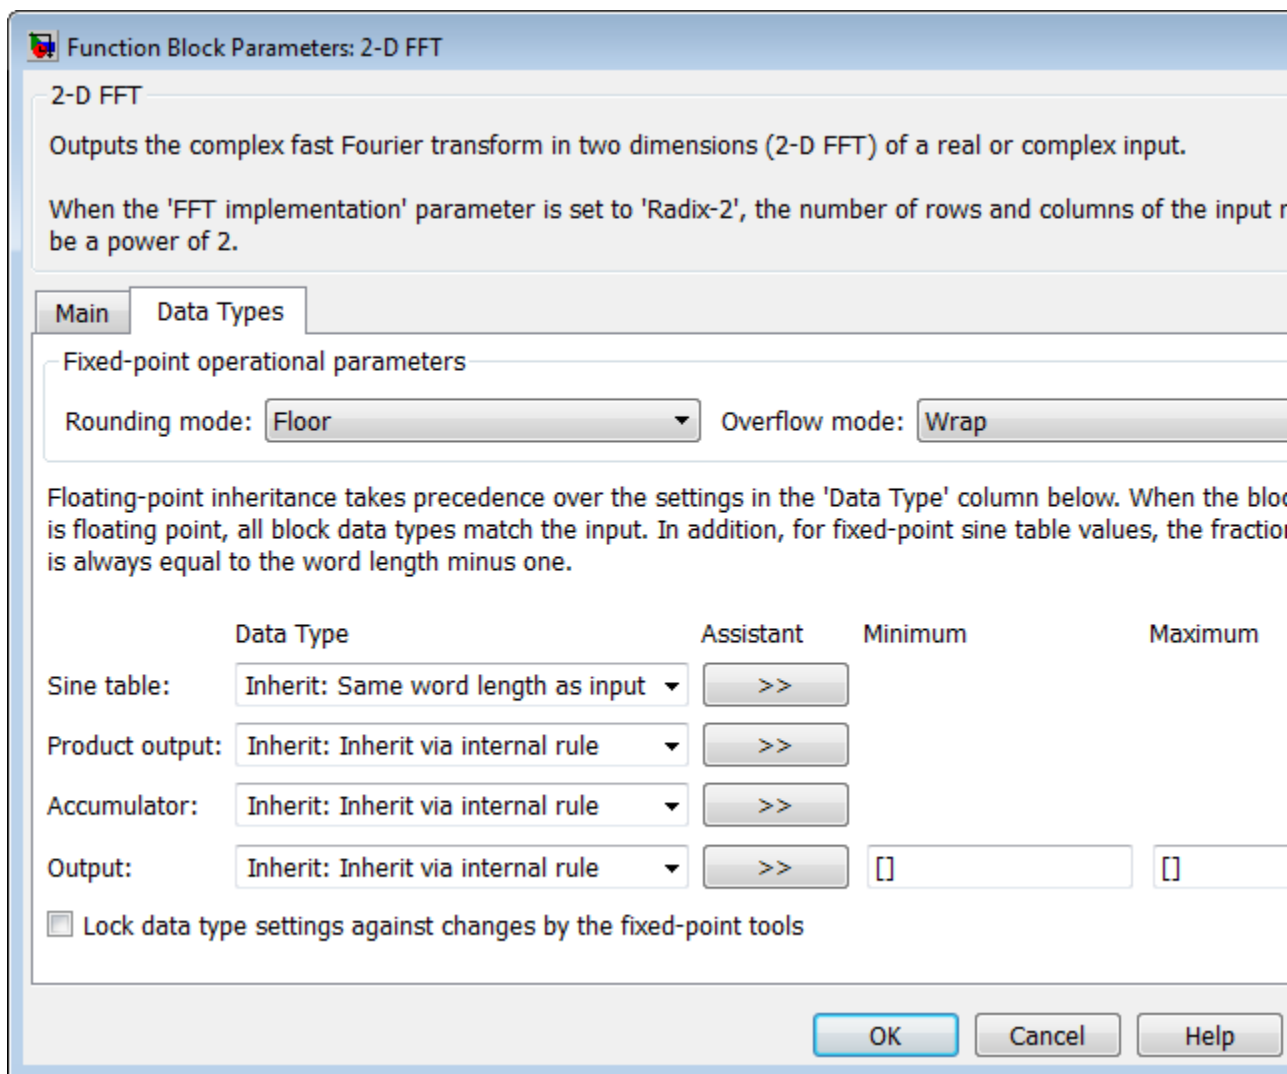 Function Block Parameters: 2-D FFT
2-D FFT
Outputs the complex fast Fourier transform in two dimensions (2-D FFT) of a real or complex input.
When the 'FFT implementation' parameter is set to 'Radix-2', the number of rows and columns of the input
be a power of 2.
Main Data Types
Fixed-point operational parameters
Rounding mode: Floor Overflow mode: Wrap
Floating-point inheritance takes precedence over the settings in the 'Data Type' column below. When the
is floating point, all block data types match the input. In addition, for fixed-point sine table values, the
is always equal to the word length minus one.
Data Type Assistant Minimum Maximum
Sine table: Inherit: Same word length as input >>
Product output: Inherit: Inherit via internal rule >>
Accumulator: Inherit: Inherit via internal rule >>
Output: Inherit: Inherit via internal rule >> [] []
Lock data type settings against changes by the fixed-point tools
OK Cancel Help